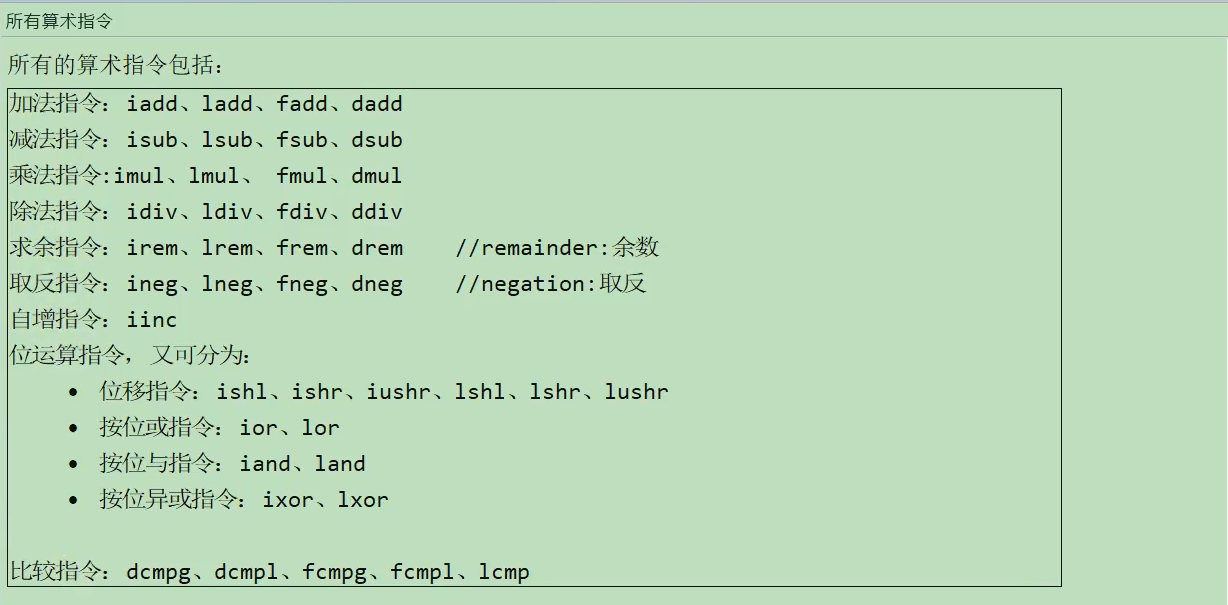 所有算术指令
所有的算术指令包括:
加法指令: iadd、ladd、fadd、dadd
减法指令: isub、lsub、fsub、dsub
乘法指令:imul、lmul、 fmul、dmul
除法指令: idiv、ldiv、fdiv、ddiv
求余指令: irem、lrem、frem、drem    //remainder:余数
取反指令: ineg、lneg、fneg、dneg    //negation:取反
自增指令: iinc
位运算指令, 又可分为:
• 位移指令: ishl、ishr、iushr、lshl、lshr、lushr
• 按位或指令: ior、lor
• 按位与指令: iand、land
• 按位异或指令: ixor、lxor
比较指令: dcmpg、dcmpl、fcmpg、fcmpl、lcmp